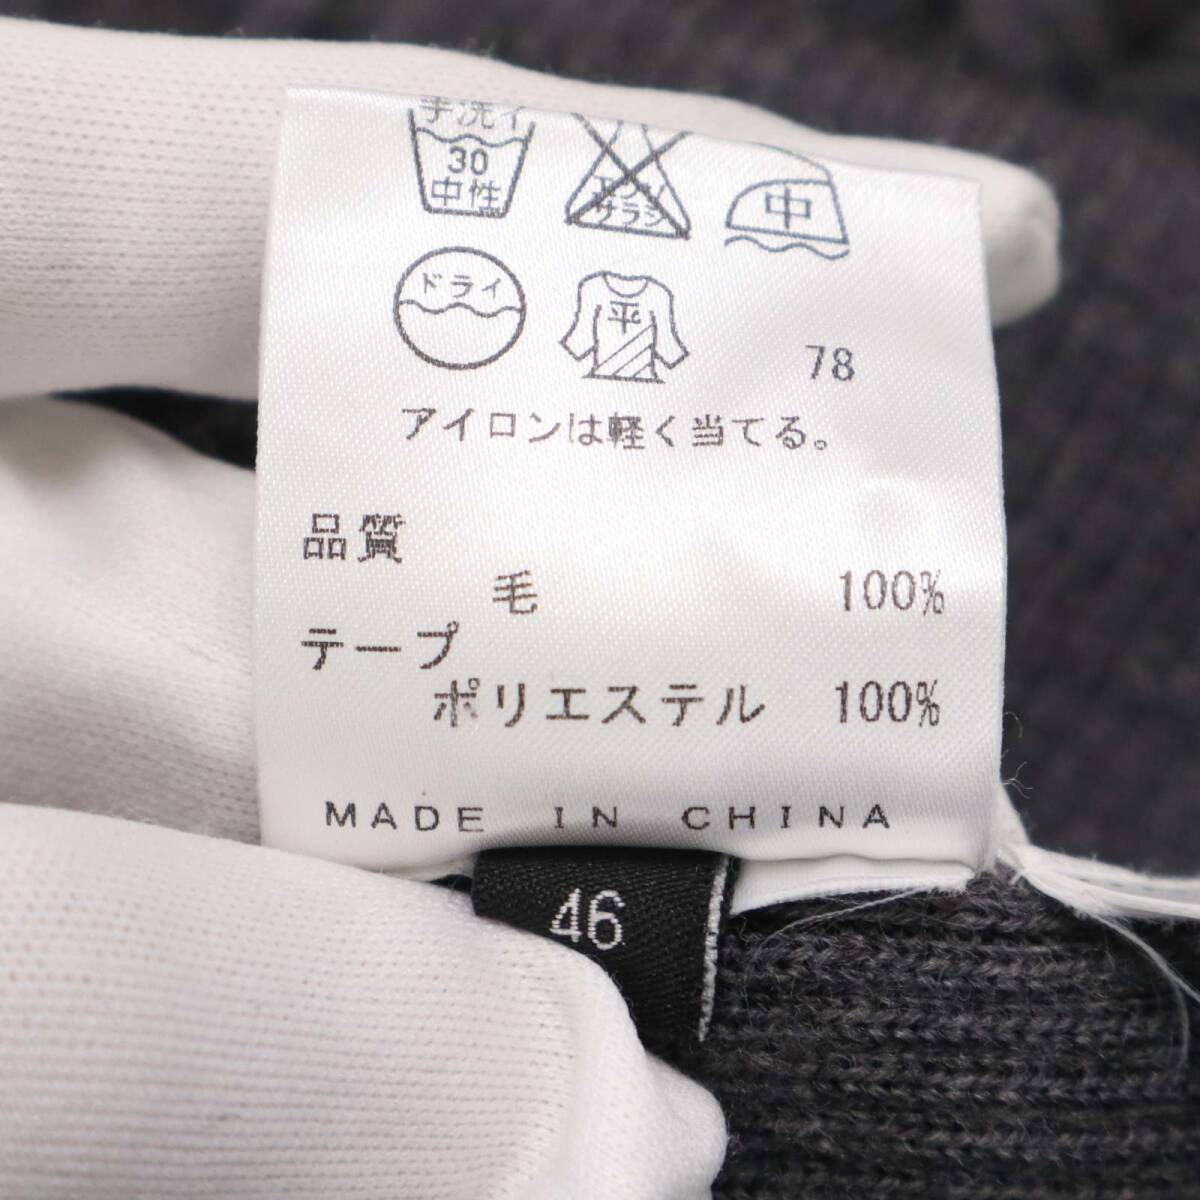 手洗イ
30
中性
エンソ
サラシ
中
ドライ
平
78
アイロンは軽く当てる。
品質
毛 100%
テープ
ポリエステル 100%
MADE IN CHINA
46